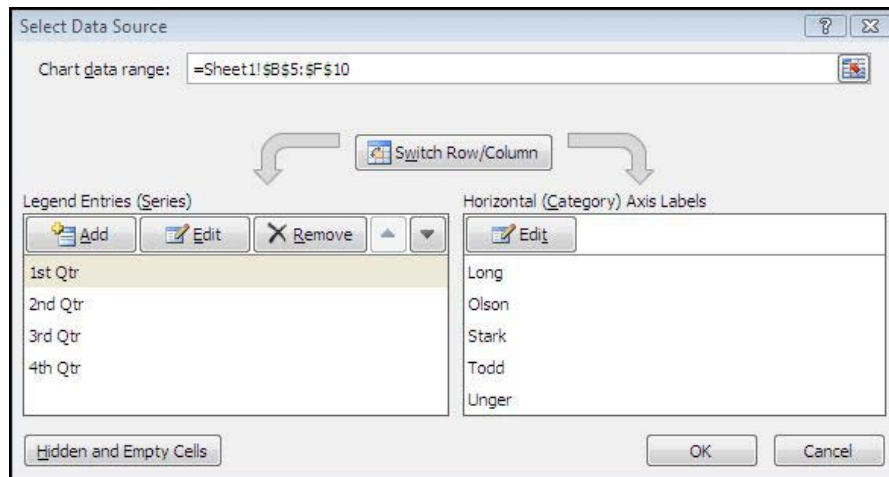 Select Data Source
Chart data range: =Sheet1!$B$5:$F$10
Switch Row/Column
Legend Entries (Series)
Add Edit Remove
1st Qtr
2nd Qtr
3rd Qtr
4th Qtr
Horizontal (Category) Axis Labels
Edit
Long
Olson
Stark
Todd
Unger
Hidden and Empty Cells
OK Cancel